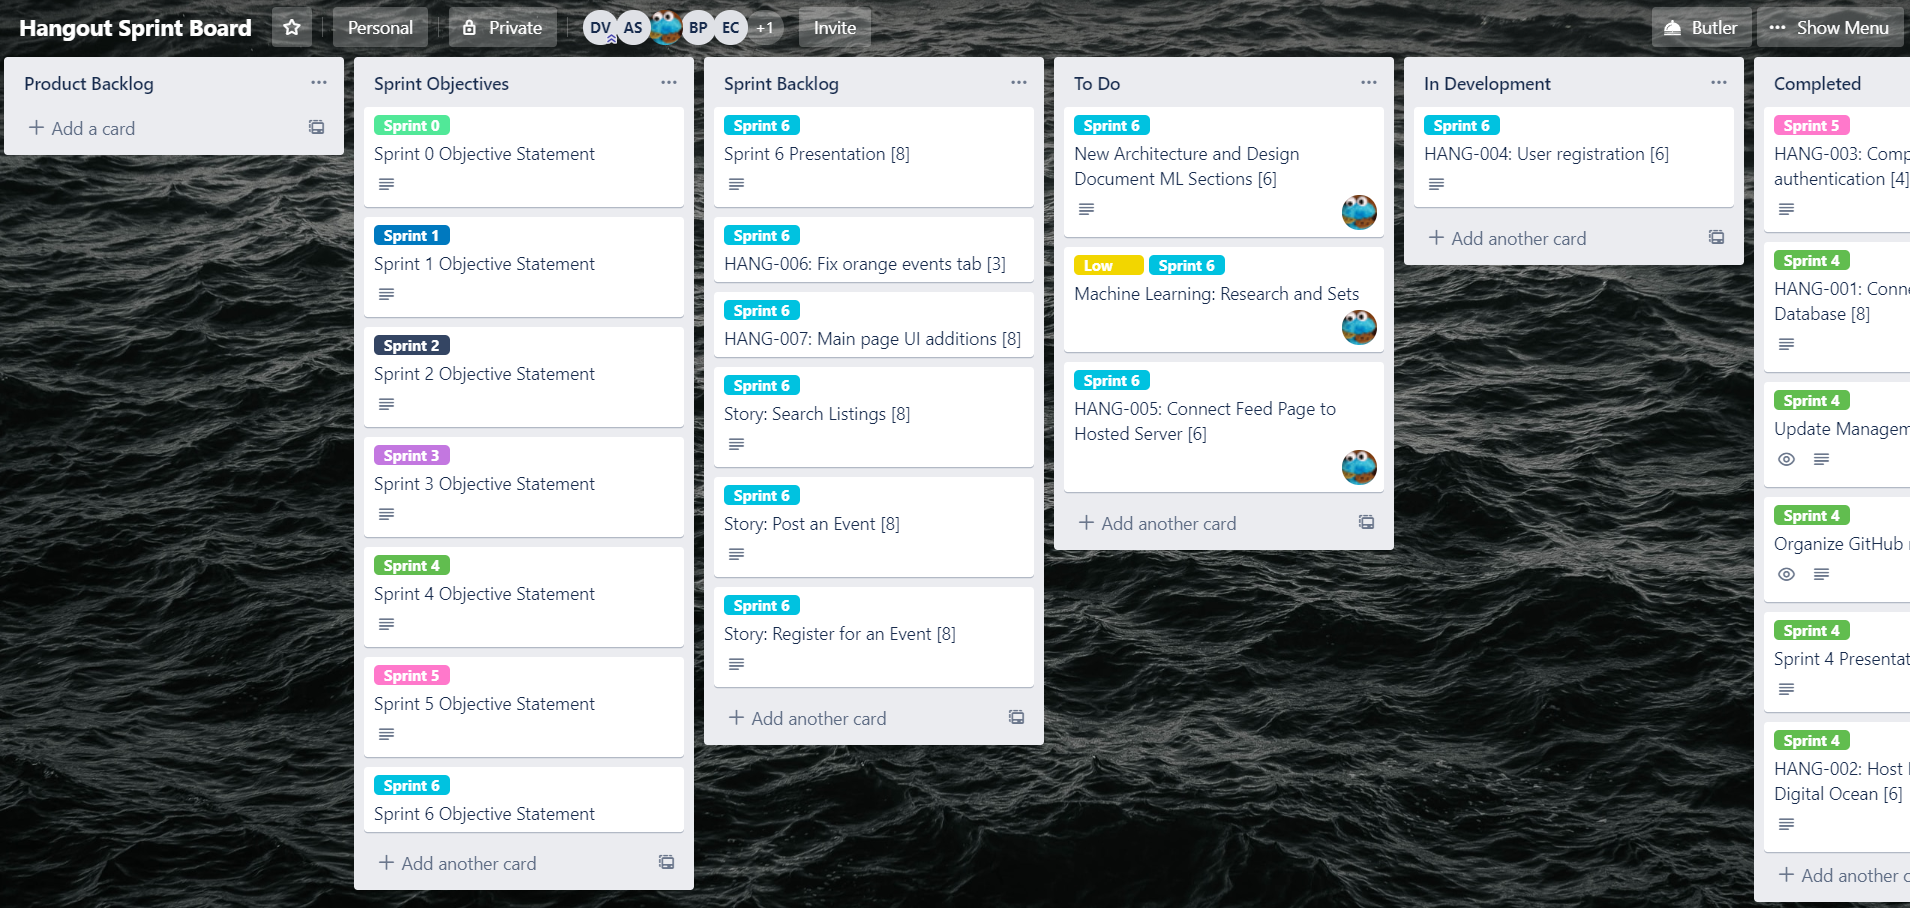 Hangout Sprint Board
Personal
Private
DV
AS
BP
EC
+1
Invite
Butler
Show Menu
Product Backlog
Add a card
Sprint Objectives
Sprint 0
Sprint 0 Objective Statement
Sprint 1
Sprint 1 Objective Statement
Sprint 2
Sprint 2 Objective Statement
Sprint 3
Sprint 3 Objective Statement
Sprint 4
Sprint 4 Objective Statement
Sprint 5
Sprint 5 Objective Statement
Sprint 6
Sprint 6 Objective Statement
Add another card
Sprint Backlog
Sprint 6
Sprint 6 Presentation [8]
Sprint 6
HANG-006: Fix orange events tab [3]
Sprint 6
HANG-007: Main page UI additions [8]
Sprint 6
Story: Search Listings [8]
Sprint 6
Story: Post an Event [8]
Sprint 6
Story: Register for an Event [8]
Add another card
To Do
Sprint 6
New Architecture and Design
Document ML Sections [6]
Low Sprint 6
Machine Learning: Research and Sets
Sprint 6
HANG-005: Connect Feed Page to
Hosted Server [6]
Add another card
In Development
Sprint 6
HANG-004: User registration [6]
Add another card
Completed
Sprint 5
HANG-003: Comp
authentication [4]
Sprint 4
HANG-001: Conne
Database [8]
Sprint 4
Update Managem
Sprint 4
Organize GitHub
Sprint 4
Sprint 4 Presentat
Sprint 4
HANG-002: Host
Digital Ocean [6]
Add another c